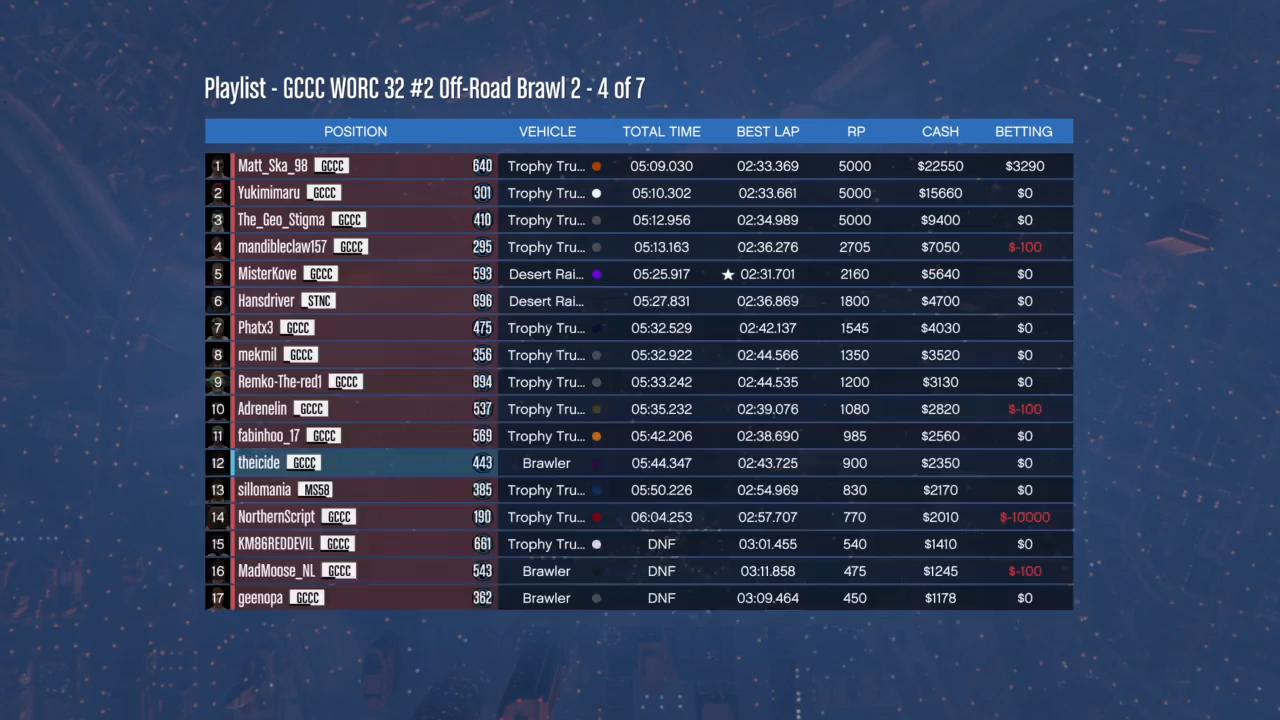 Playlist - GCCC WORC 32 #2 Off-Road Brawl 2 - 4 of 7
POSITION VEHICLE TOTAL TIME BEST LAP RP CASH BETTING
1 Matt_Ska_98 GCCC 640 Trophy Tru... 05:09.030 02:33.369 5000 $22550 $3290
2 Yukimimaru GCCC 301 Trophy Tru... 05:10.302 02:33.661 5000 $15660 $0
3 The_Geo_Stigma GCCC 410 Trophy Tru... 05:12.956 02:34.989 5000 $9400 $0
4 mandibleclaw157 GCCC 295 Trophy Tru... 05:13.163 02:36.276 2705 $7050 $-100
5 MisterKove GCCC 593 Desert Rai... 05:25.917 ★ 02:31.701 2160 $5640 $0
6 Hansdriver STNC 696 Desert Rai... 05:27.831 02:36.869 1800 $4700 $0
7 Phatx3 GCCC 475 Trophy Tru... 05:32.529 02:42.137 1545 $4030 $0
8 mekmil GCCC 356 Trophy Tru... 05:32.922 02:44.566 1350 $3520 $0
9 Remko-The-red1 GCCC 894 Trophy Tru... 05:33.242 02:44.535 1200 $3130 $0
10 Adrenelin GCCC 537 Trophy Tru... 05:35.232 02:39.076 1080 $2820 $-100
11 fabinhoo_17 GCCC 569 Trophy Tru... 05:42.206 02:38.690 985 $2560 $0
12 theicide GCCC 443 Brawler 05:44.347 02:43.725 900 $2350 $0
13 sillomania MS58 385 Trophy Tru... 05:50.226 02:54.969 830 $2170 $0
14 NorthernScript GCCC 190 Trophy Tru... 06:04.253 02:57.707 770 $2010 $-10000
15 KM86REDDEVIL GCCC 661 Trophy Tru... DNF 03:01.455 540 $1410 $0
16 MadMoose_NL GCCC 543 Brawler DNF 03:11.858 475 $1245 $-100
17 geenopa GCCC 362 Brawler DNF 03:09.464 450 $1178 $0